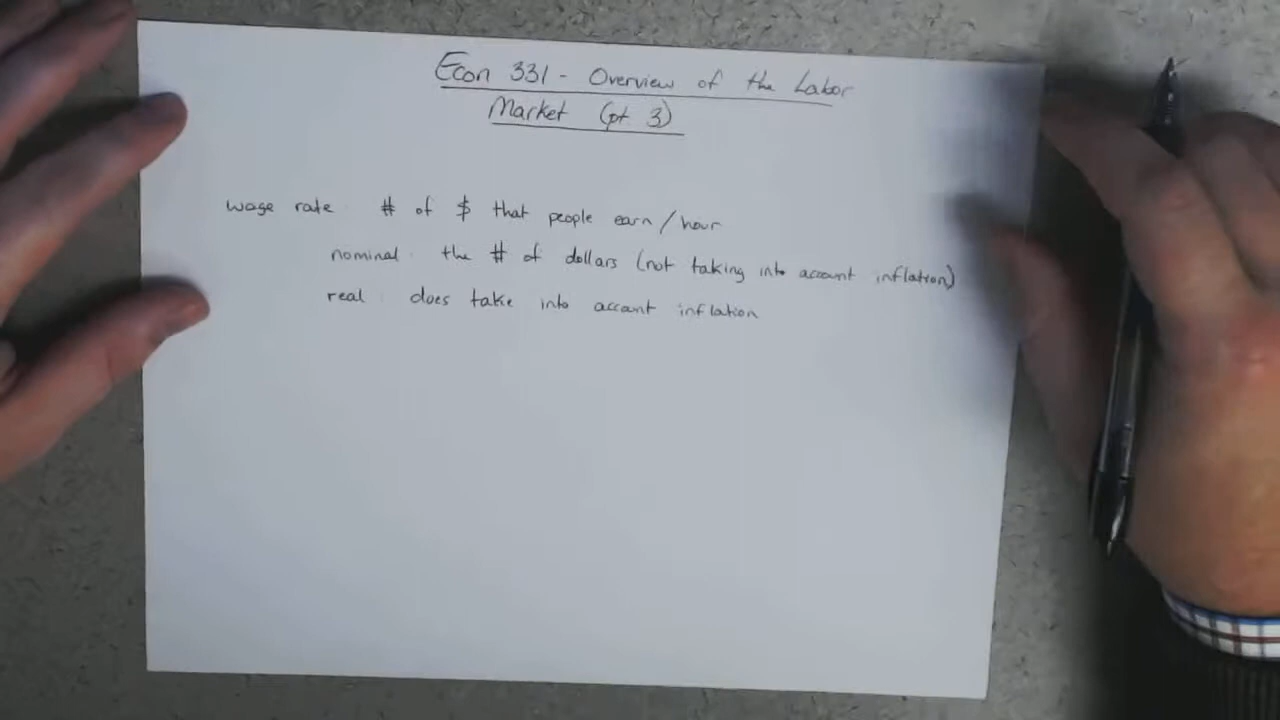 Econ 331 - Overview of the Labor
Market (pt 3)
wage rate: # of $ that people earn/hour
nominal: the # of dollars (not taking into account inflation)
real: does take into account inflation